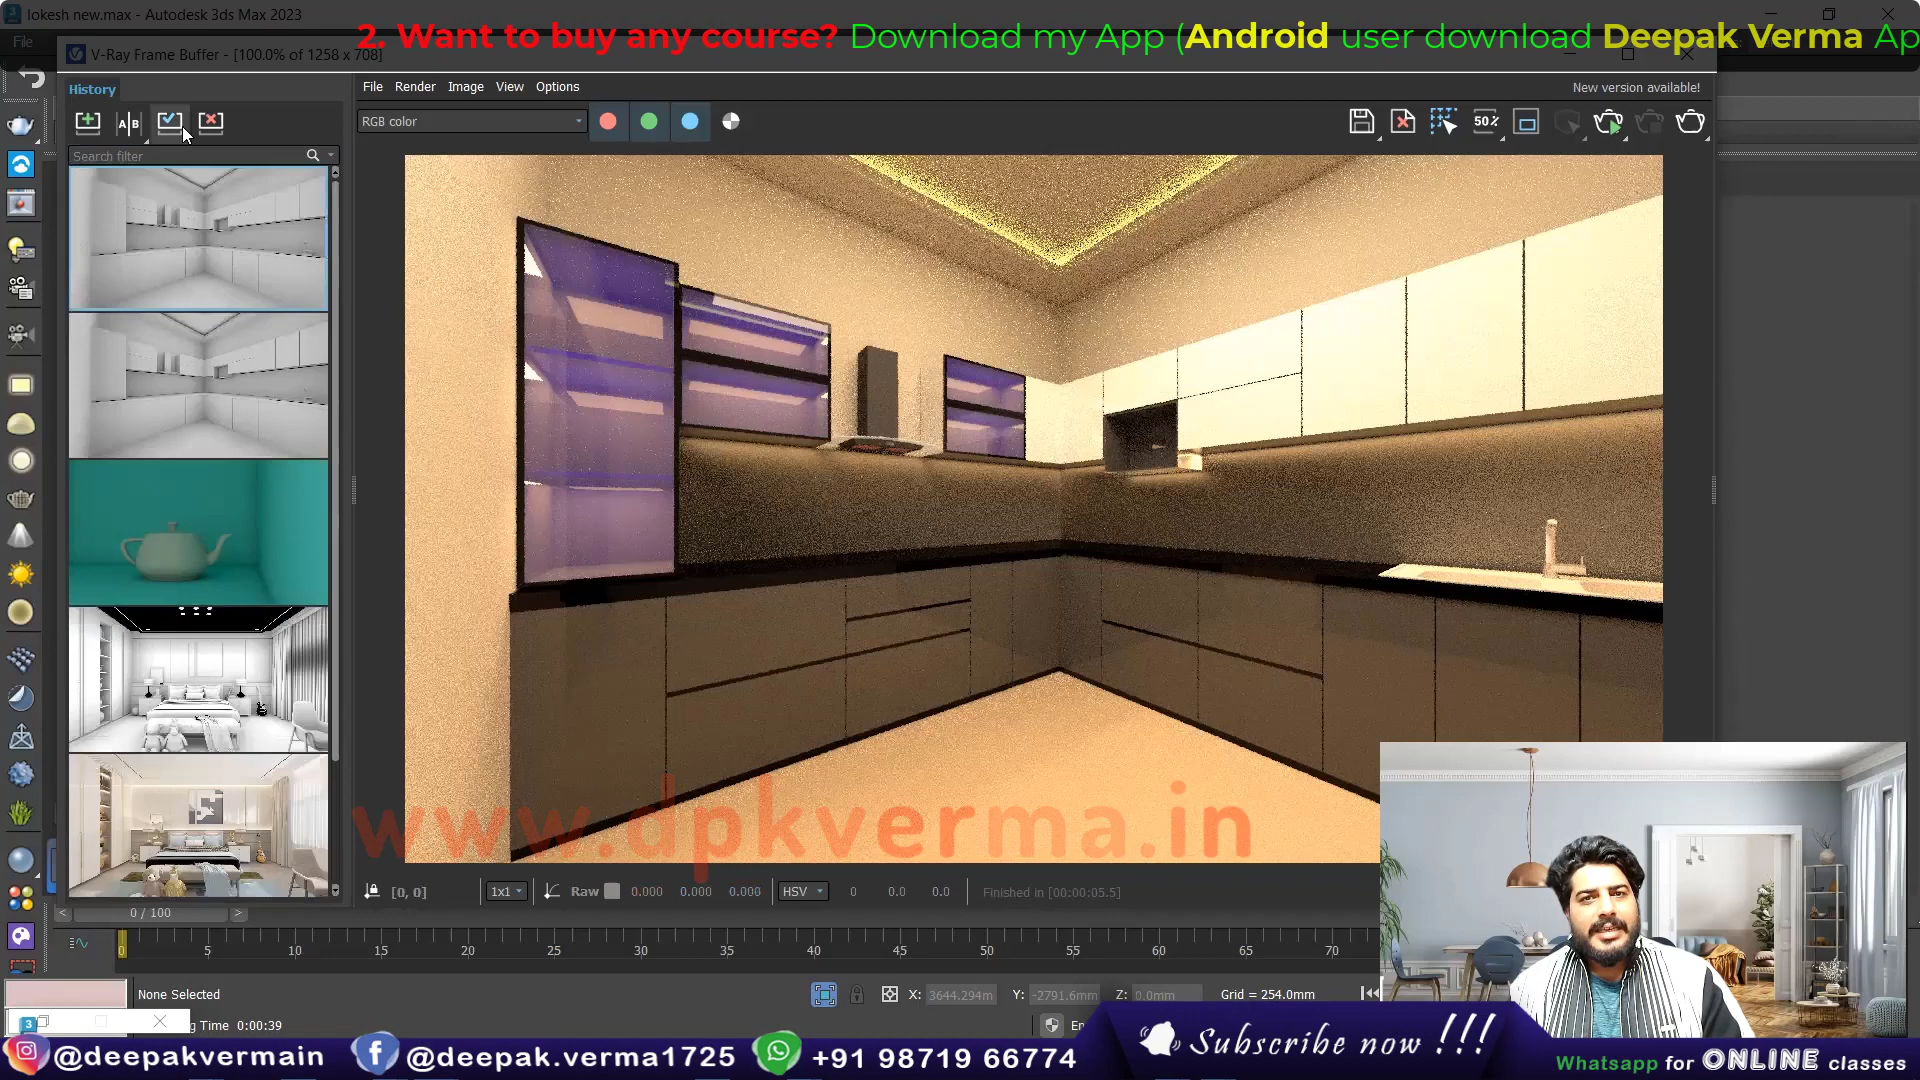 lokesh new.max - Autodesk 3ds Max 2023
2. Want to buy any course? Download my App (Android user download Deepak Verma Ap
File
V-Ray Frame Buffer - [100.0% of 1258 x 708]
History
File Render Image View Options
New version available!
A|B
RGB color
50%
Search filter
www.dpkverma.in
[0, 0]
1x1
Raw
0.000 0.000 0.000
HSV
0 0.0 0.0
Finished in [00:00:05.5]
< 0 / 100 >
0 5 10 15 20 25 30 35 40 45 50 55 60 65 70
None Selected
X: 3644.294m Y: -2791.6mm Z: 0.0mm Grid = 254.0mm
3
g Time 0:00:39
En
@deepakvermain
@deepak.verma1725
+91 98719 66774
Subscribe now !!!
Whatsapp for ONLINE classes